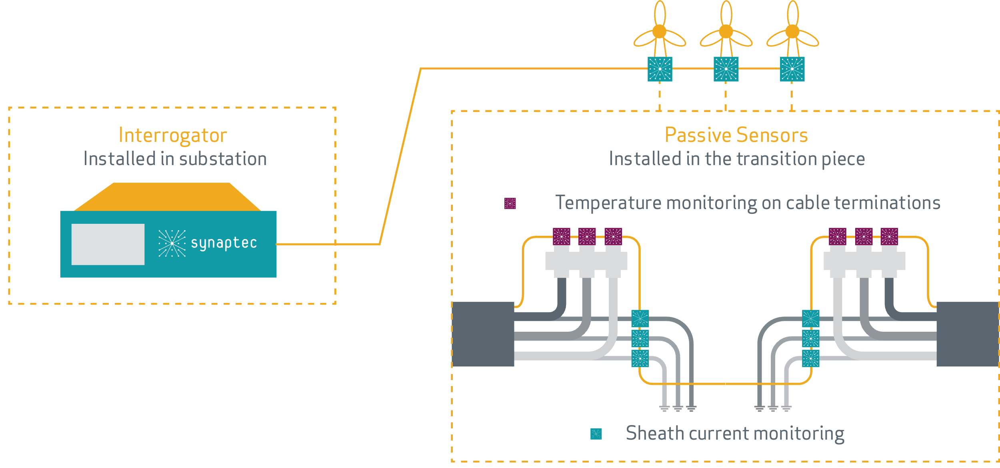 Interrogator
Installed in substation
synaptec
Passive Sensors
Installed in the transition piece
Temperature monitoring on cable terminations
Sheath current monitoring